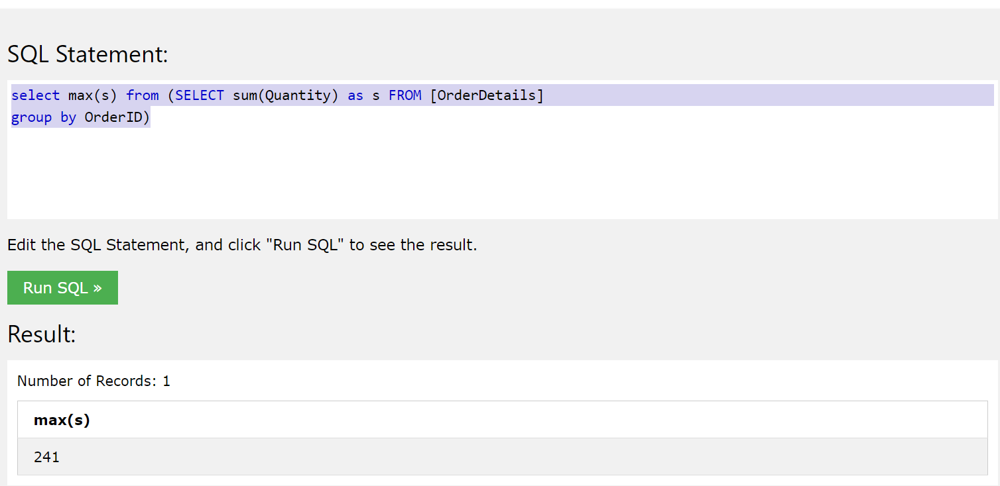 SQL Statement:
select max(s) from (SELECT sum(Quantity) as s FROM [OrderDetails]
group by OrderID)
Edit the SQL Statement, and click "Run SQL" to see the result.
Run SQL »
Result:
Number of Records: 1
max(s)
241